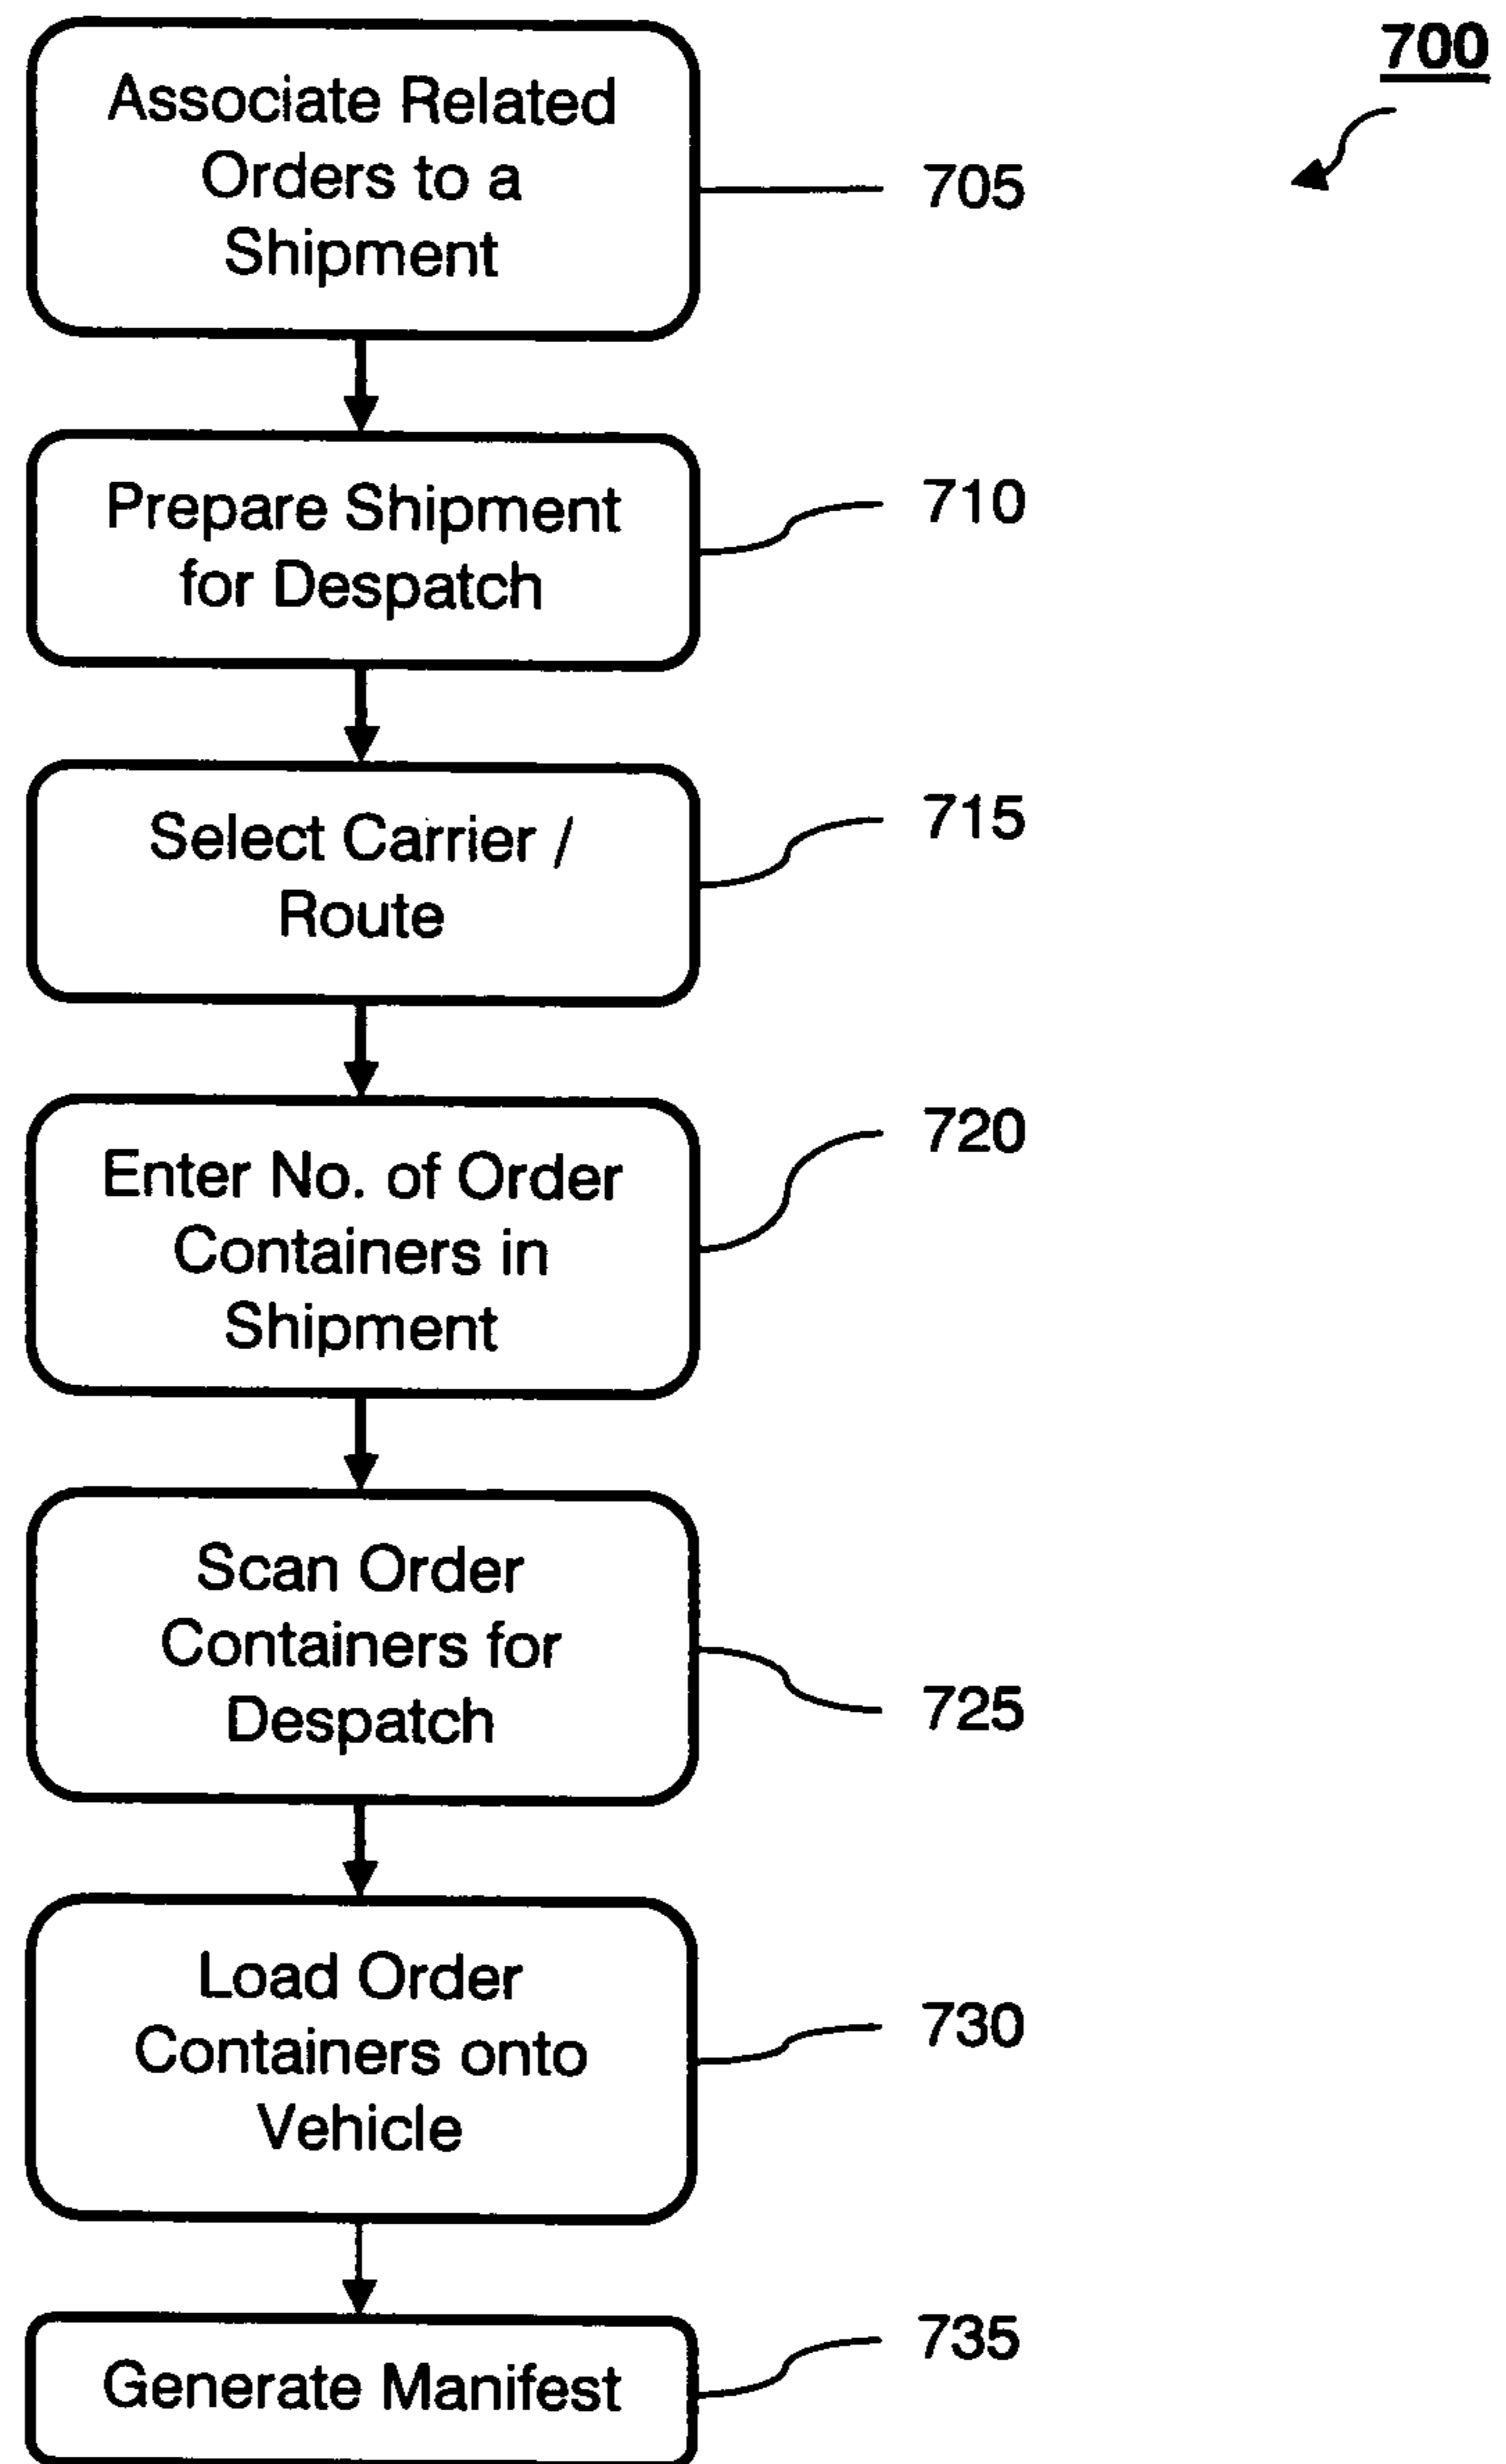 700
Associate Related
Orders to a
Shipment
705
Prepare Shipment
for Despatch
710
Select Carrier /
Route
715
Enter No. of Order
Containers in
Shipment
720
Scan Order
Containers for
Despatch
725
Load Order
Containers onto
Vehicle
730
Generate Manifest
735